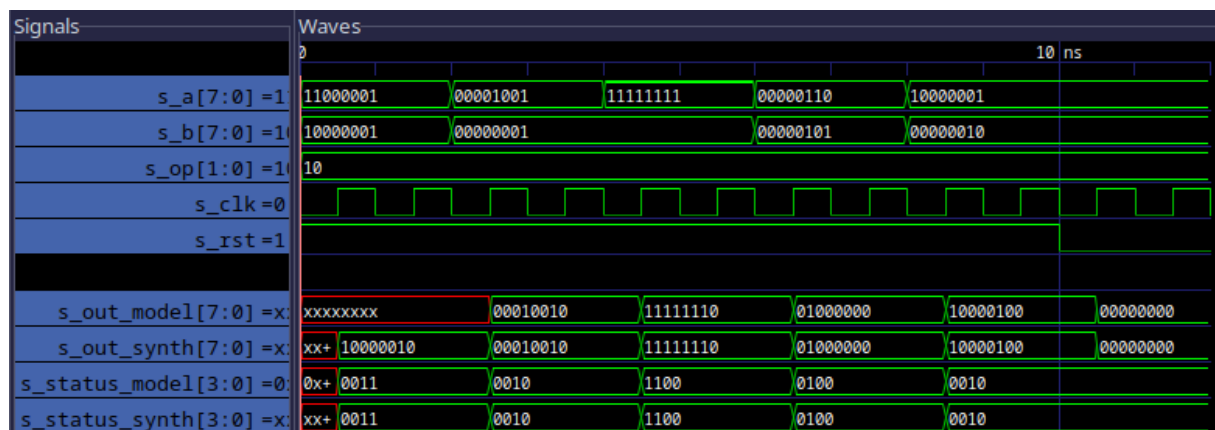 Signals Waves
0 10 ns
s_a[7:0] =1 11000001 00001001 11111111 00000110 10000001
s_b[7:0] =10 10000001 00000001 00000101 00000010
s_op[1:0] =10 10
s_clk =0
s_rst =1
s_out_model[7:0] =x xxxxxxxx 00010010 11111110 01000000 10000100 00000000
s_out_synth[7:0] =x xx+ 10000010 00010010 11111110 01000000 10000100 00000000
s_status_model[3:0] =0 0x+ 0011 0010 1100 0100 0010
s_status_synth[3:0] =x xx+ 0011 0010 1100 0100 0010